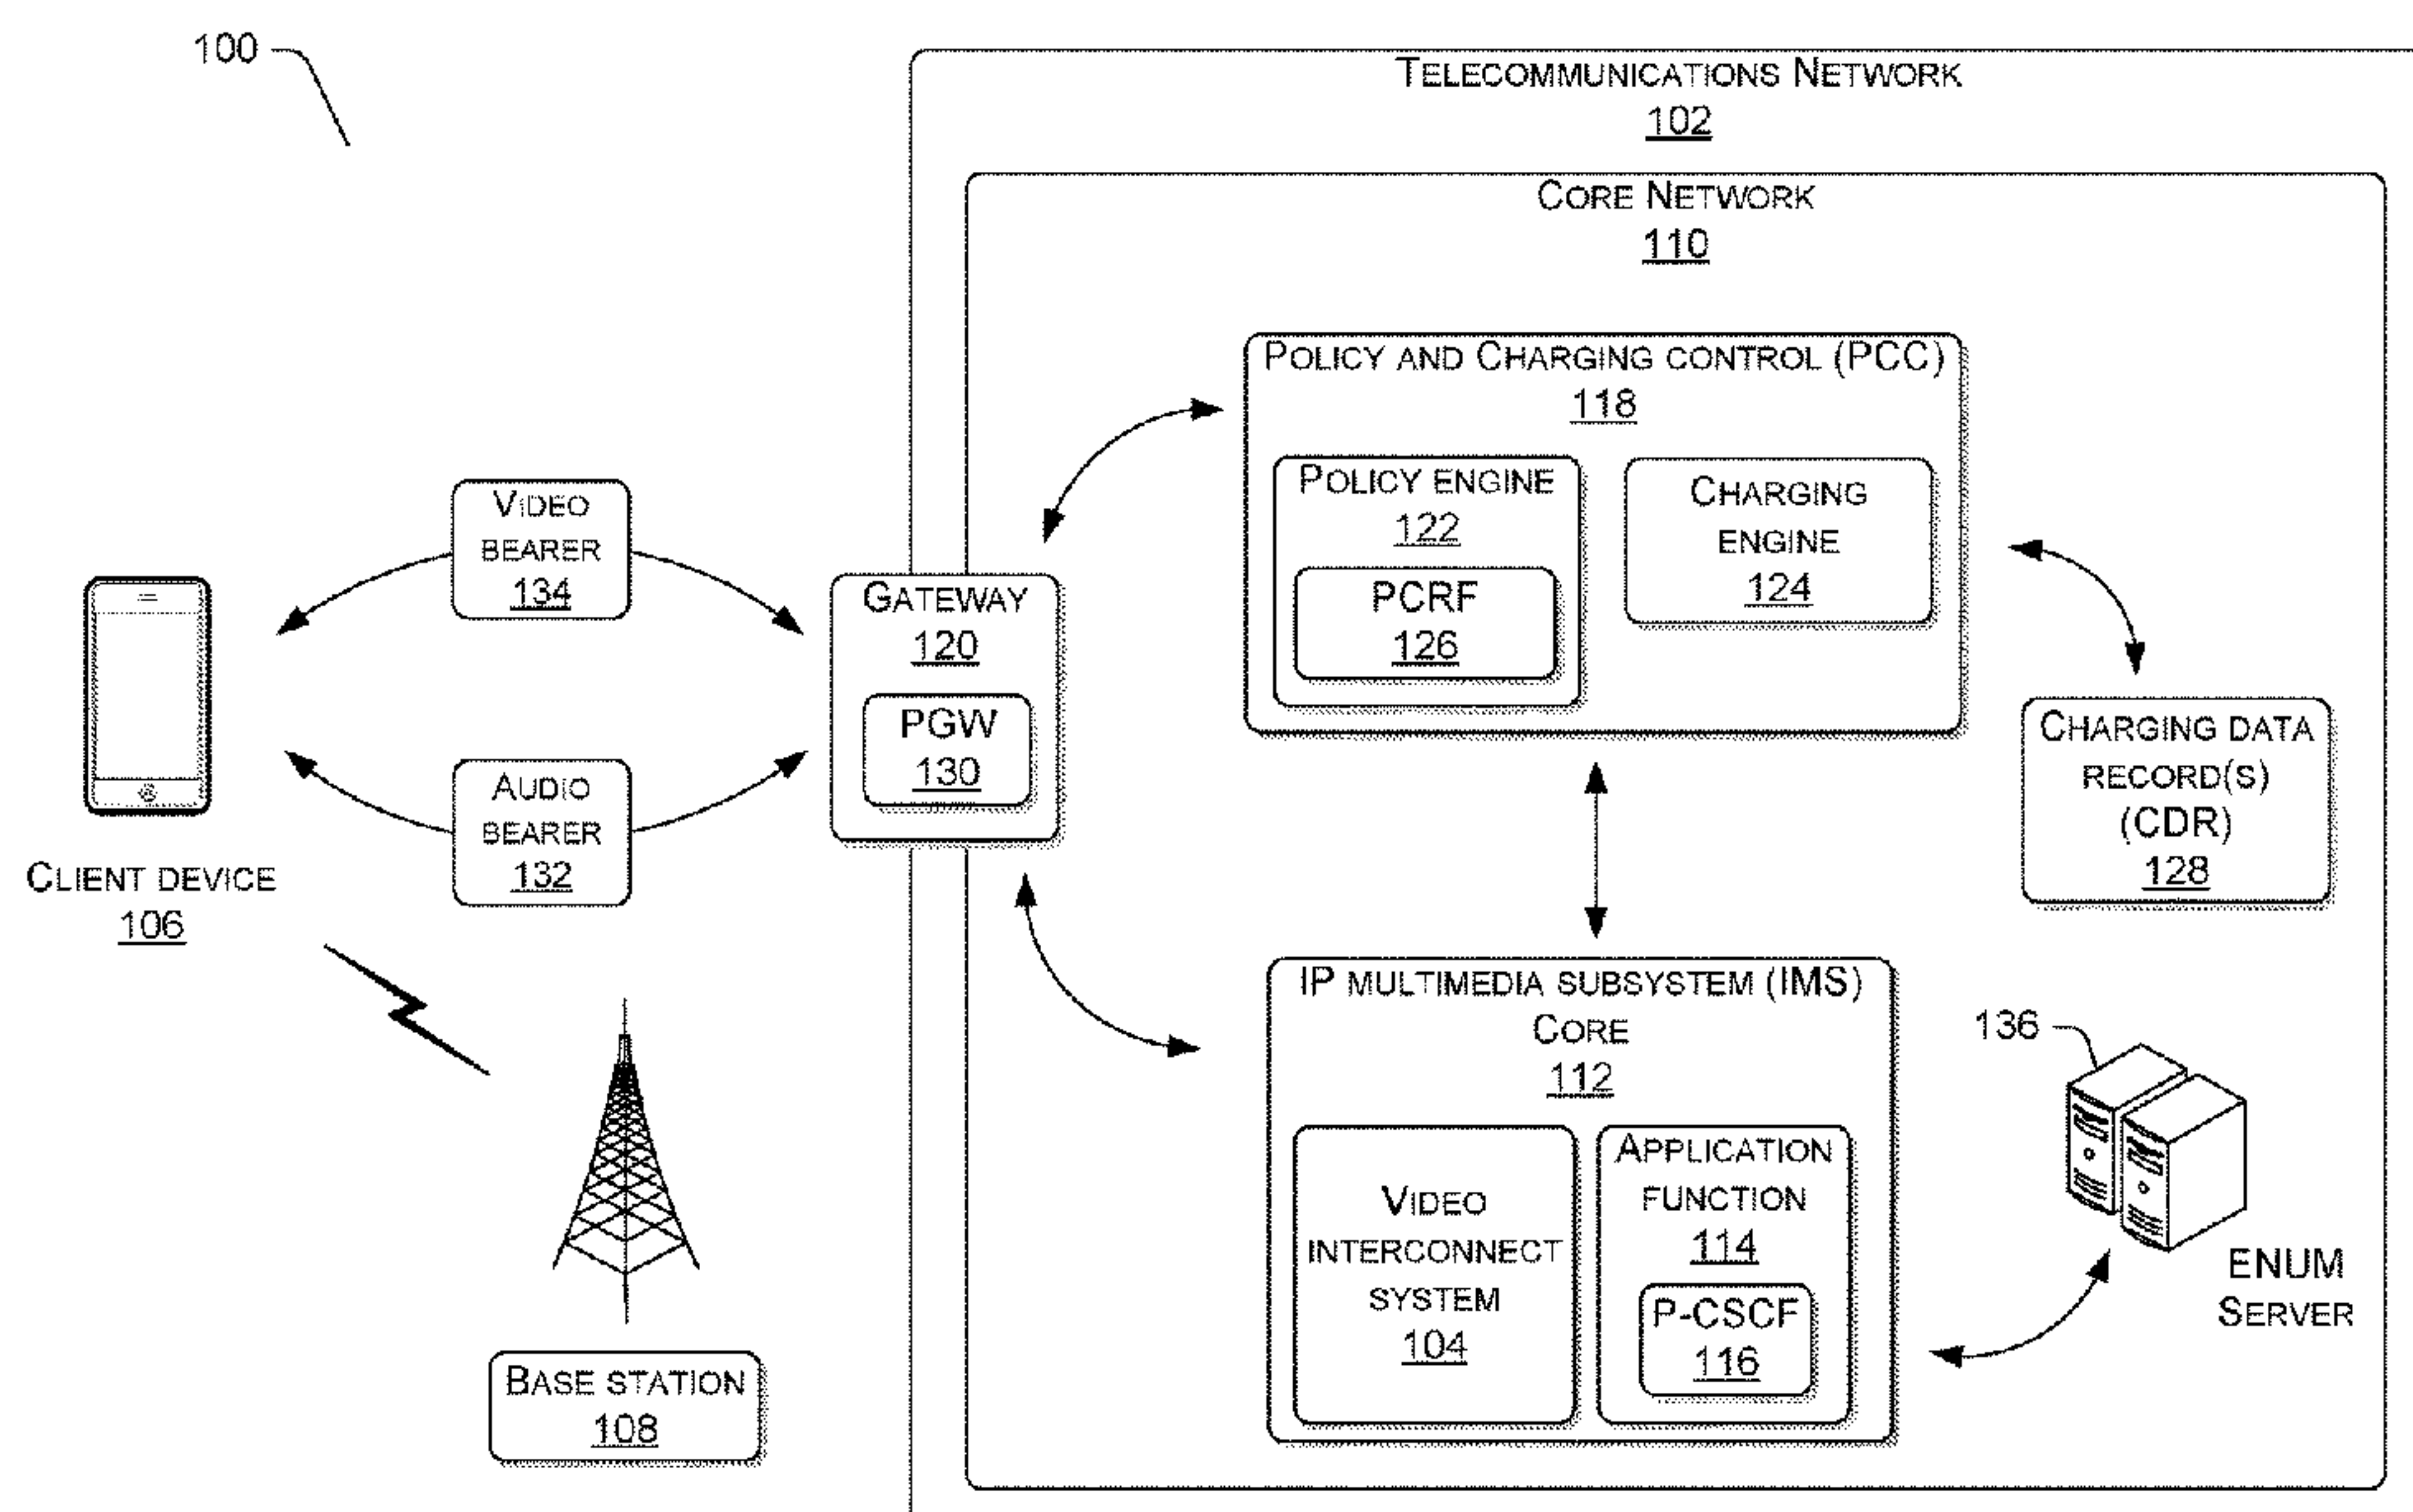 100
TELECOMMUNICATIONS NETWORK
102
CORE NETWORK
110
POLICY AND CHARGING CONTROL (PCC)
118
POLICY ENGINE
122
PCRF
126
CHARGING
ENGINE
124
VIDEO
BEARER
134
GATEWAY
120
PGW
130
AUDIO
BEARER
132
CLIENT DEVICE
106
CHARGING DATA
RECORD(S)
(CDR)
128
IP MULTIMEDIA SUBSYSTEM (IMS)
CORE
112
VIDEO
INTERCONNECT
SYSTEM
104
APPLICATION
FUNCTION
114
P-CSCF
116
136
ENUM
SERVER
BASE STATION
108